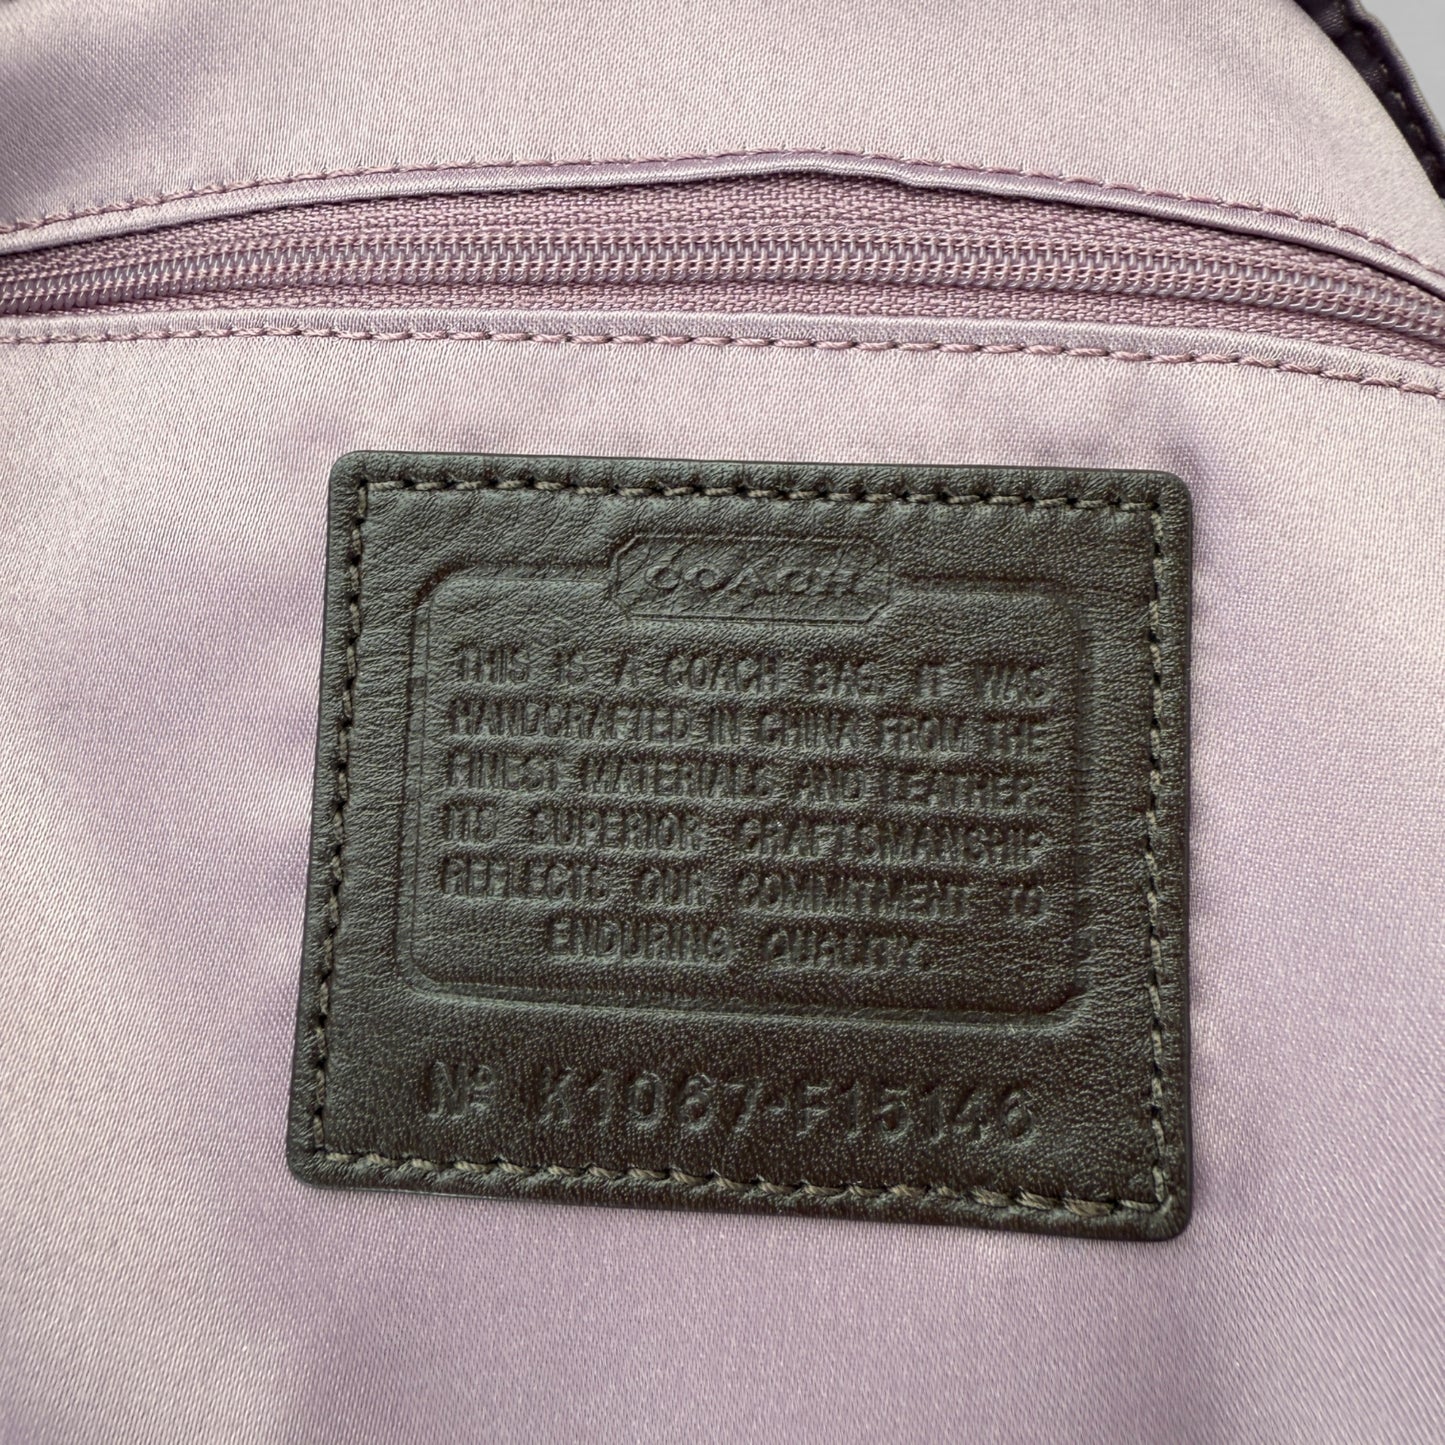 COACH
THIS IS A COACH BAG. IT WAS
HANDCRAFTED IN CHINA FROM THE
FINEST MATERIALS AND LEATHER.
ITS SUPERIOR CRAFTSMANSHIP
REFLECTS OUR COMMITMENT TO
ENDURING QUALITY.
Nº K1067-F15146